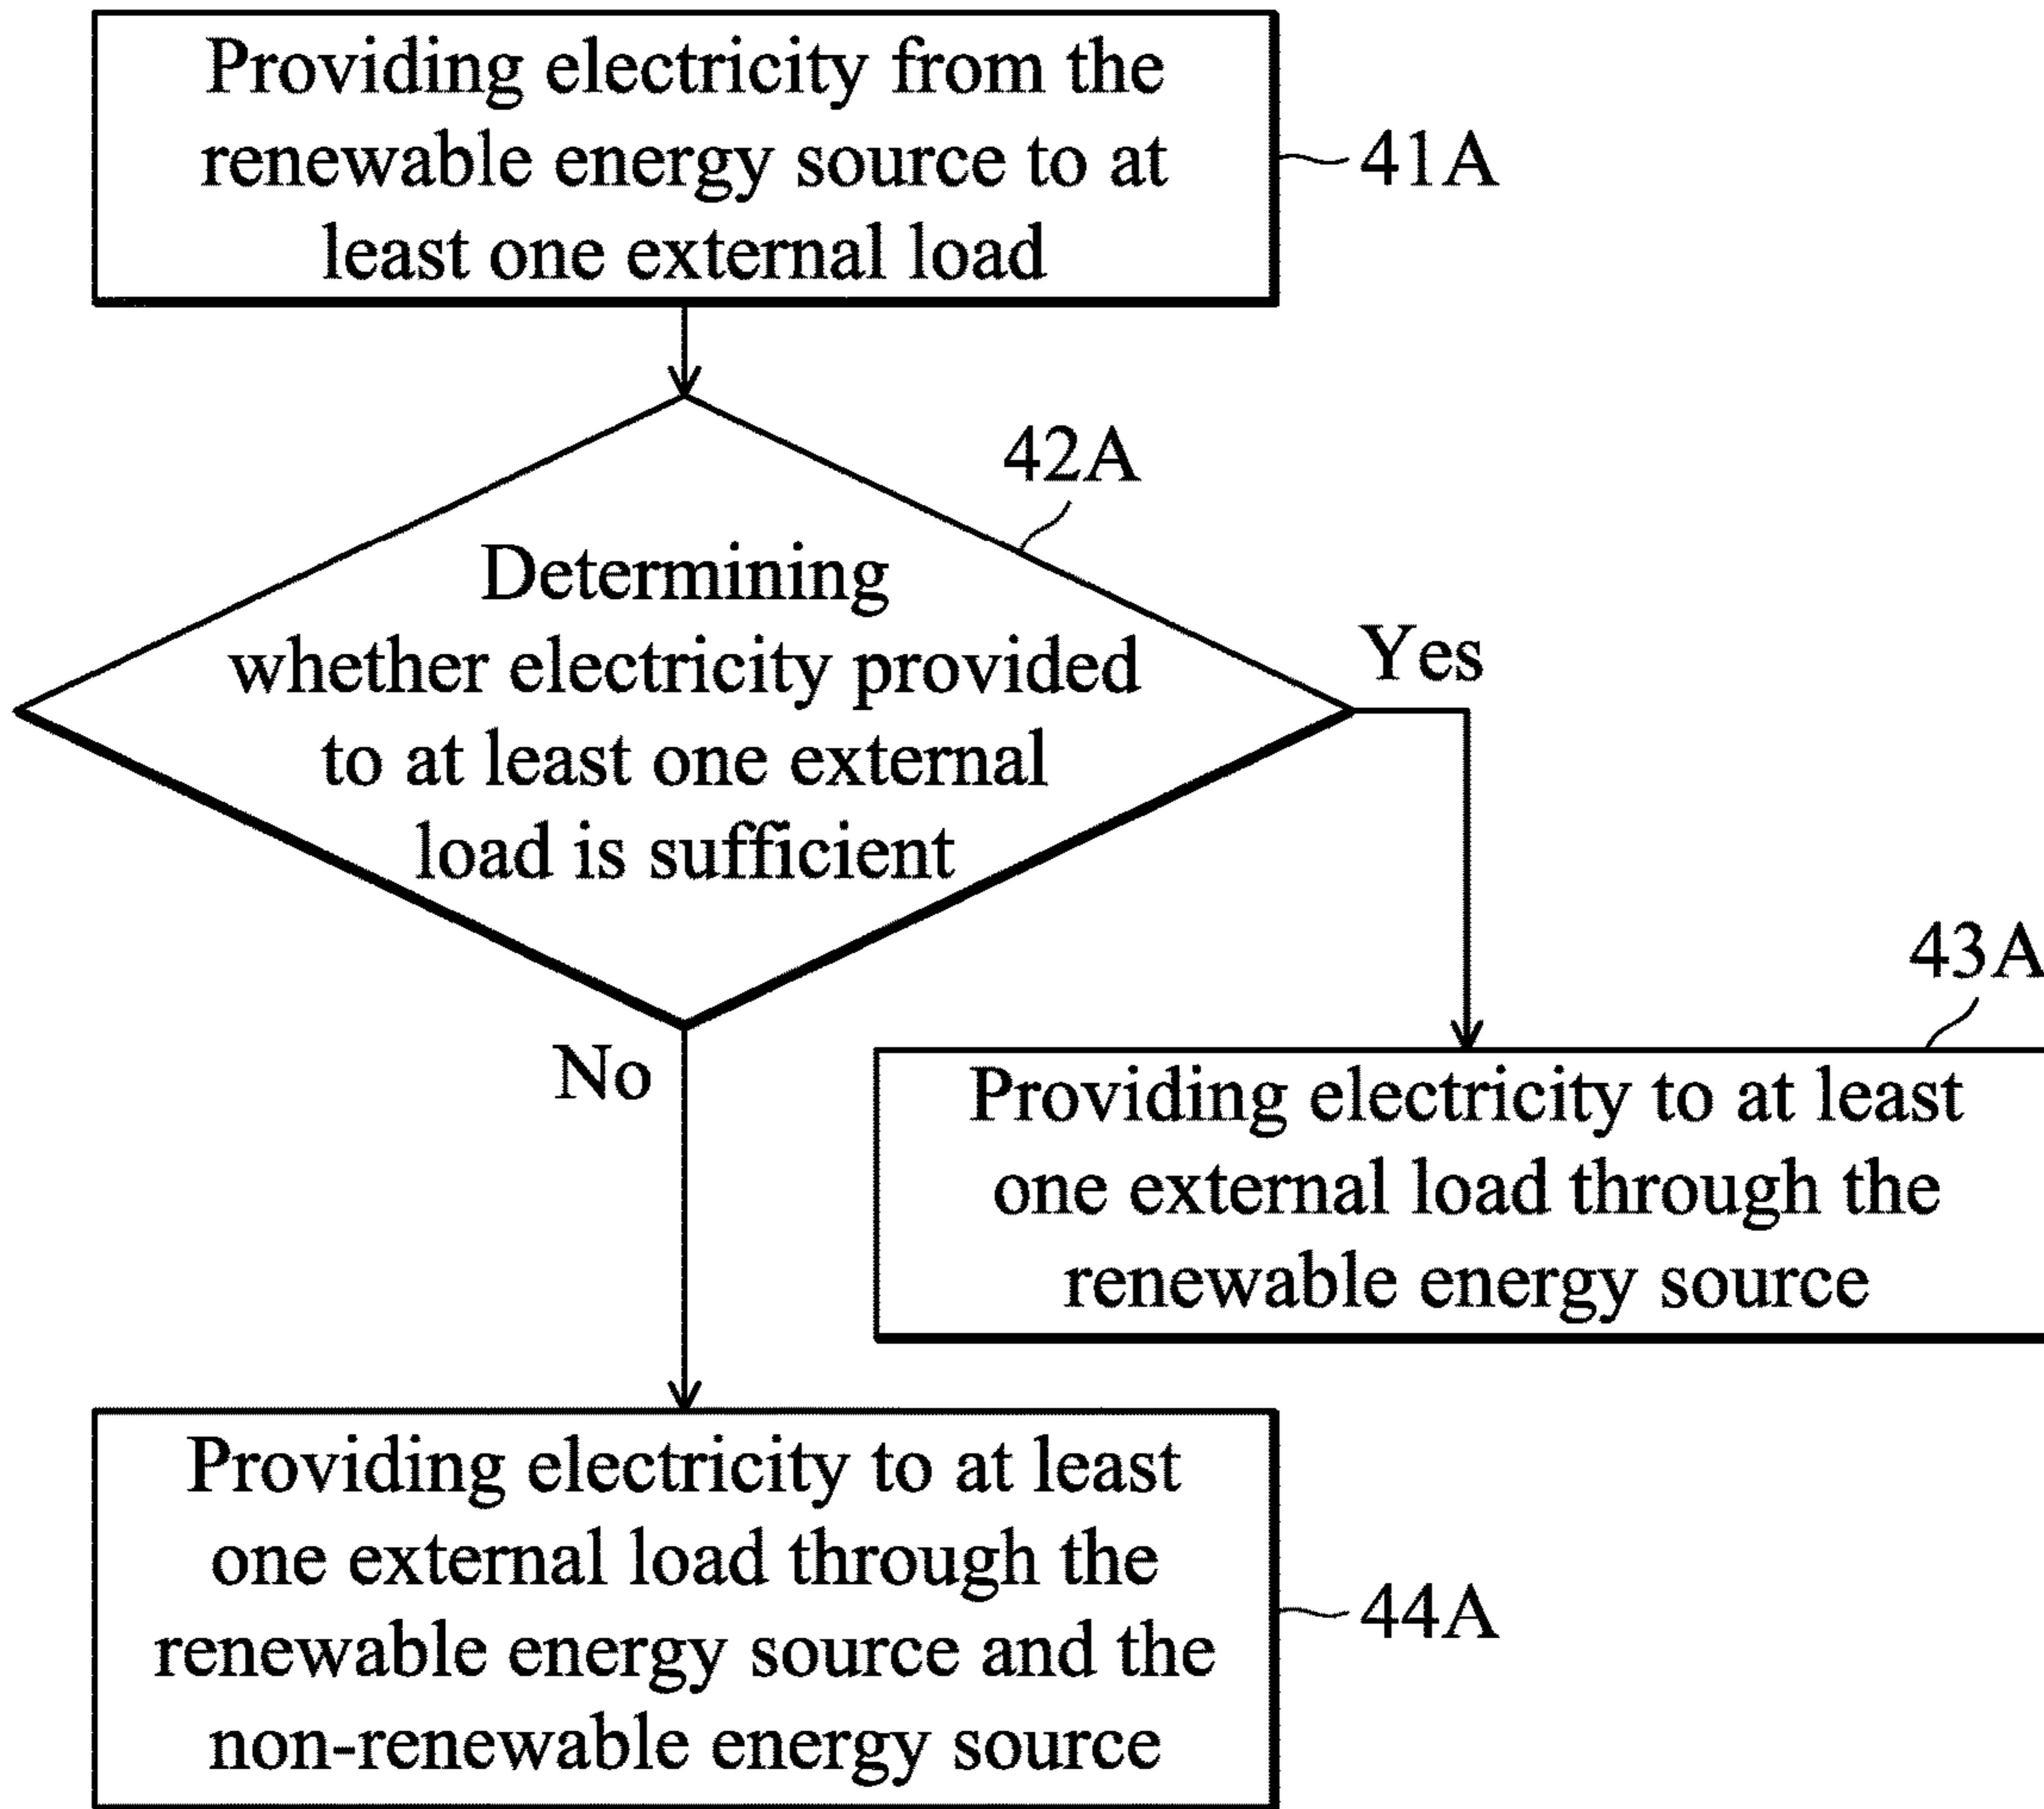 Providing electricity from the
renewable energy source to at
least one external load
41A
42A
Determining
whether electricity provided
to at least one external
load is sufficient
Yes
No
43A
Providing electricity to at least
one external load through the
renewable energy source
Providing electricity to at least
one external load through the
renewable energy source and the
non-renewable energy source
44A